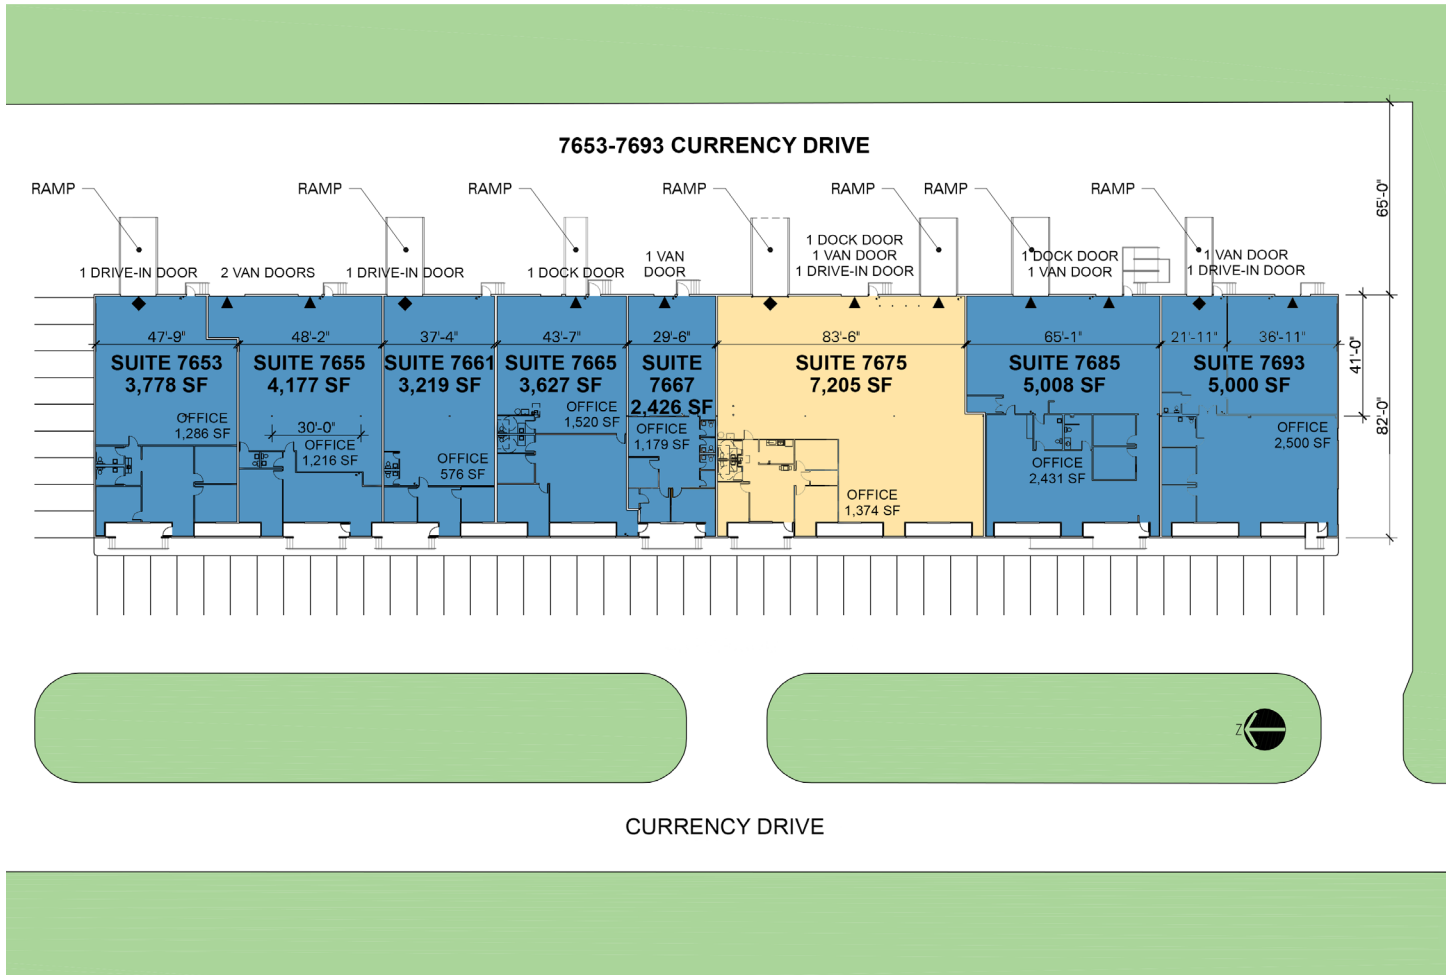 7653-7693 CURRENCY DRIVE
RAMP
RAMP
RAMP
RAMP
RAMP
RAMP
RAMP
65'-0"
1 DRIVE-IN DOOR
2 VAN DOORS
1 DRIVE-IN DOOR
1 DOCK DOOR
1 VAN
DOOR
1 DOCK DOOR
1 VAN DOOR
1 DRIVE-IN DOOR
1 DOCK DOOR
1 VAN DOOR
1 VAN DOOR
1 DRIVE-IN DOOR
47'-9"
48'-2"
37'-4"
43'-7"
29'-6"
83'-6"
65'-1"
21'-11"
36'-11"
41'-0"
82'-0"
SUITE 7653
3,778 SF
OFFICE
1,286 SF
SUITE 7655
4,177 SF
30'-0"
OFFICE
1,216 SF
SUITE 7661
3,219 SF
OFFICE
576 SF
SUITE 7665
3,627 SF
OFFICE
1,520 SF
SUITE
7667
2,426 SF
OFFICE
1,179 SF
SUITE 7675
7,205 SF
OFFICE
1,374 SF
SUITE 7685
5,008 SF
OFFICE
2,431 SF
SUITE 7693
5,000 SF
OFFICE
2,500 SF
N
CURRENCY DRIVE